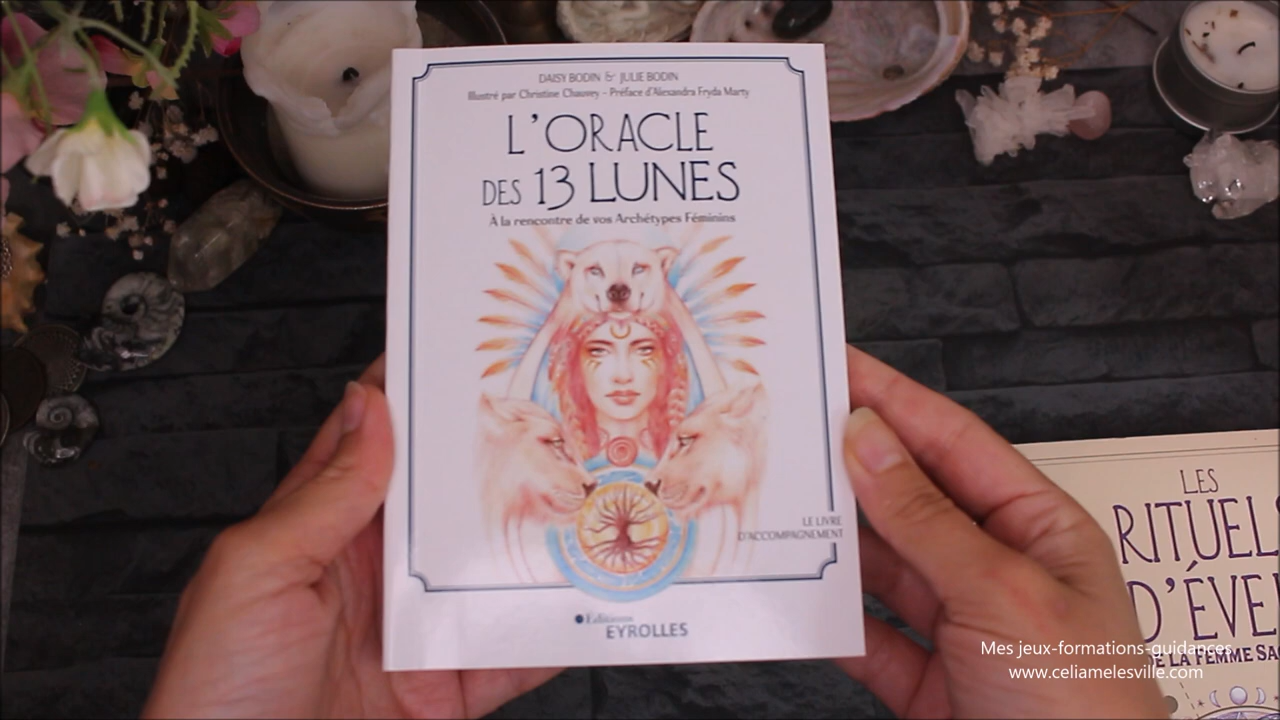 DAISY BODIN & JULIE BODIN
Illustré par Christine Chauvey – Préface d'Alexandra Fryda Marty
L'ORACLE
DES 13 LUNES
À la rencontre de vos Archétypes Féminins
LE LIVRE
D'ACCOMPAGNEMENT
Editions
EYROLLES
LES
RITUEL
D'ÉVE
DE LA FEMME SA
Mes jeux-formations-guidances
www.celiamelesville.com